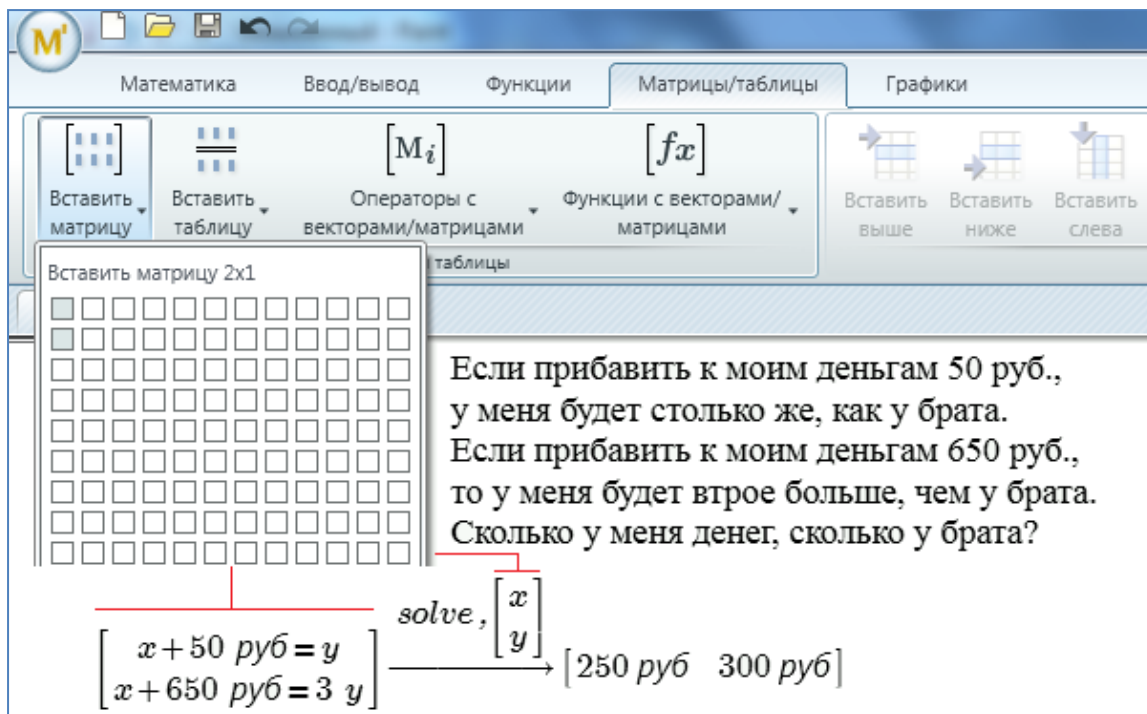 M'
Математика Ввод/вывод Функции Матрицы/таблицы Графики
[M𝑖] [𝑓𝑥]
Вставить Вставить Операторы с Функции с векторами/ Вставить Вставить Вставить
матрицу таблицу векторами/матрицами матрицами выше ниже слева
таблицы
Вставить матрицу 2x1
Если прибавить к моим деньгам 50 руб.,
у меня будет столько же, как у брата.
Если прибавить к моим деньгам 650 руб.,
то у меня будет втрое больше, чем у брата.
Сколько у меня денег, сколько у брата?
[x+50 руб=y
x+650 руб=3 y]
solve, [x
y]
→ [250 руб 300 руб]